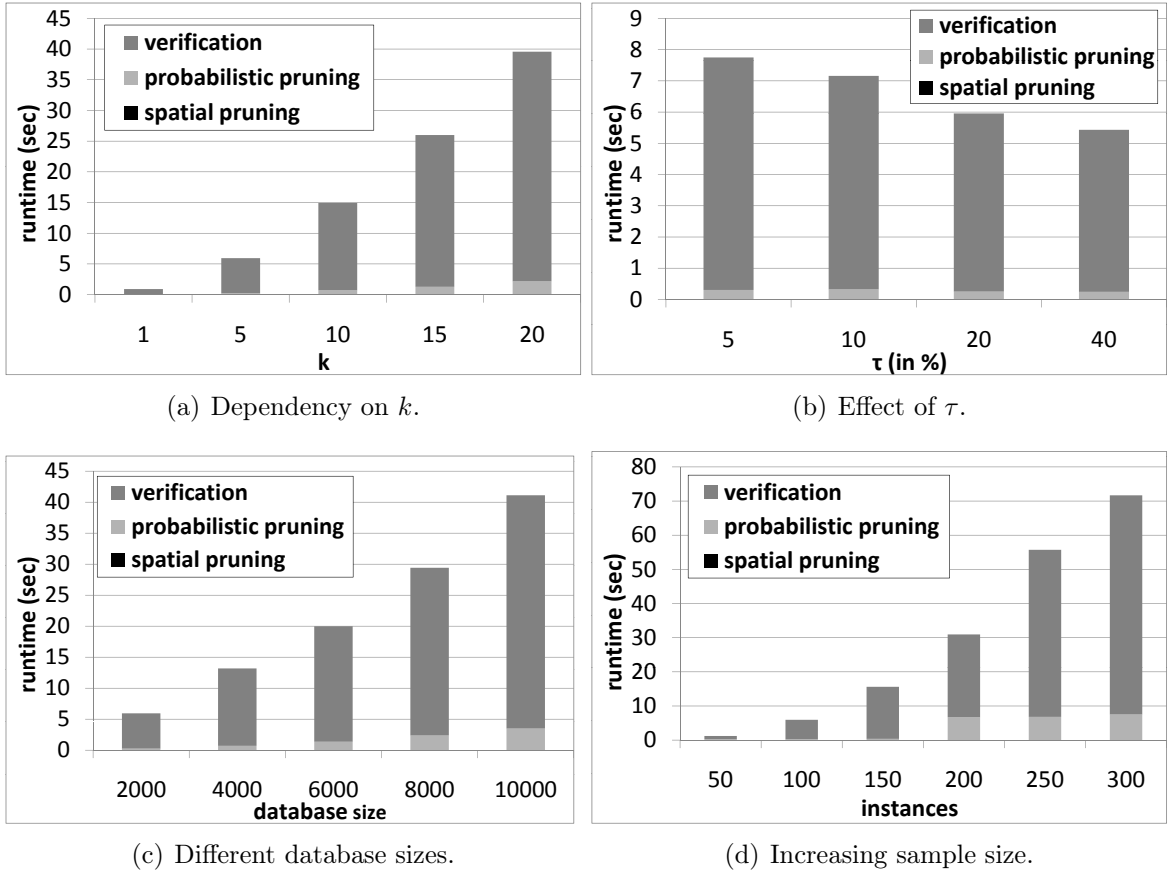 45
40
35
30
25
20
15
10
5
0
runtime (sec)
verification
probabilistic pruning
spatial pruning
1 5 10 15 20
k
(a) Dependency on k.
9
8
7
6
5
4
3
2
1
0
runtime (sec)
verification
probabilistic pruning
spatial pruning
5 10 20 40
τ (in %)
(b) Effect of τ.
45
40
35
30
25
20
15
10
5
0
runtime (sec)
verification
probabilistic pruning
spatial pruning
2000 4000 6000 8000 10000
database size
(c) Different database sizes.
80
70
60
50
40
30
20
10
0
runtime (sec)
verification
probabilistic pruning
spatial pruning
50 100 150 200 250 300
instances
(d) Increasing sample size.